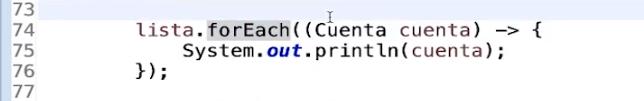 73
74 lista.forEach((Cuenta cuenta) -> {
75 System.out.println(cuenta);
76 });
77